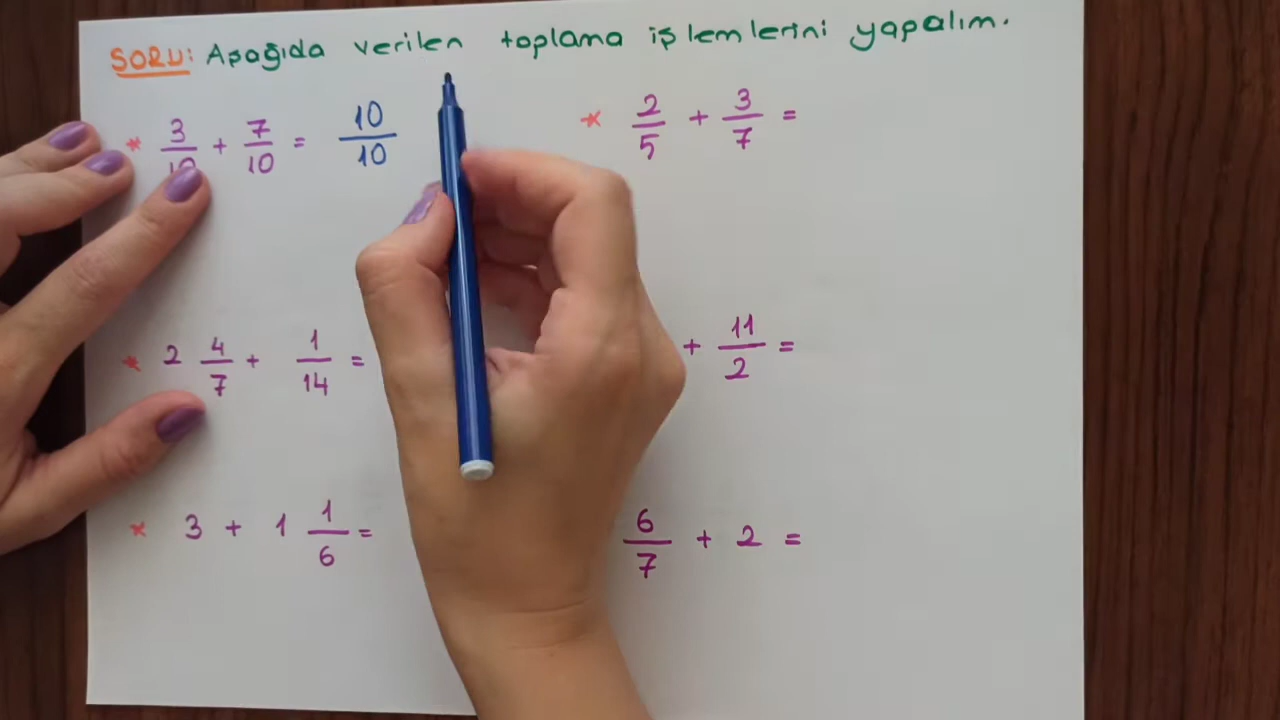 SORU: Aşağıda verilen toplama işlemlerini yapalım.
* 3/10 + 7/10 = 10/10
* 2/5 + 3/7 =
* 2 4/7 + 1/14 =
+ 11/2 =
* 3 + 1 1/6 =
6/7 + 2 =